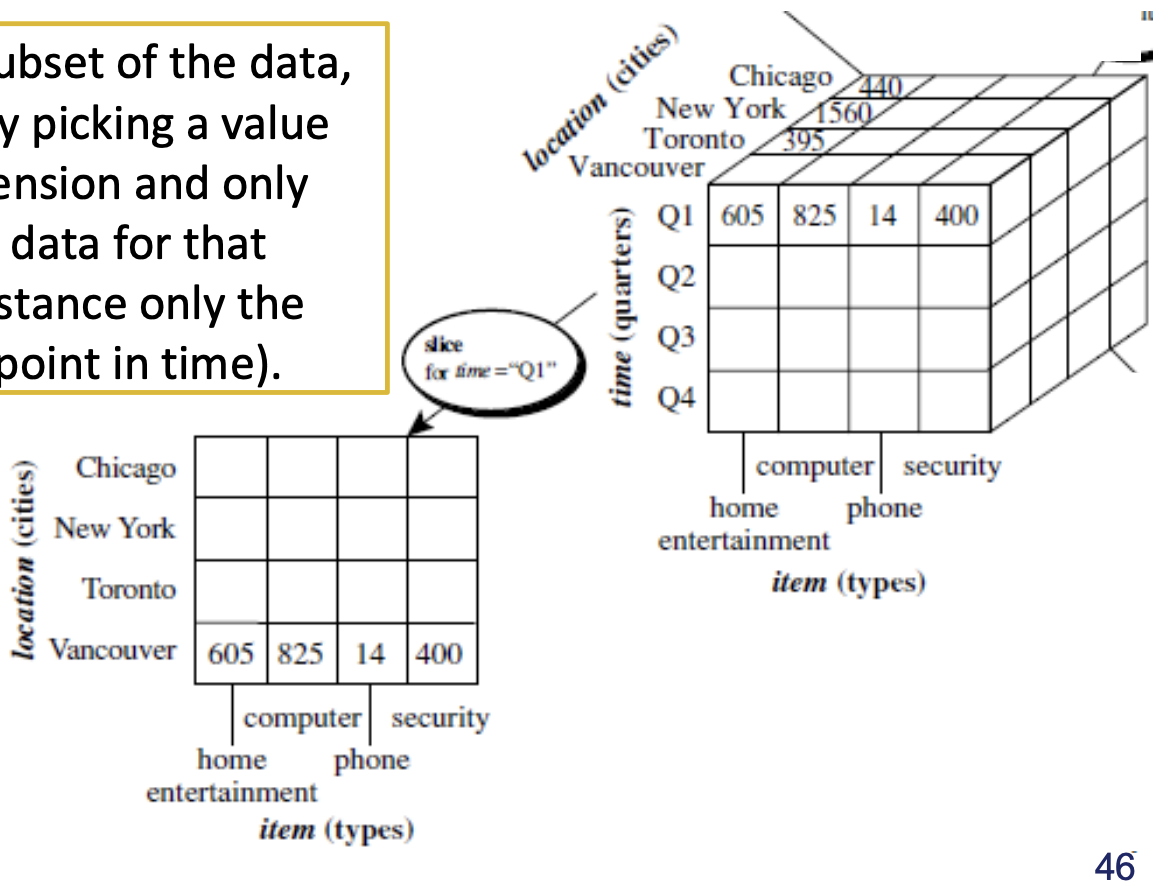 ubset of the data,
y picking a value
ension and only
data for that
stance only the
point in time).
location (cities)
Chicago 440
New York 1560
Toronto 395
Vancouver
time (quarters)
Q1 605 825 14 400
Q2
Q3
Q4
computer security
home phone
entertainment
item (types)
slice
for time = "Q1"
location (cities)
Chicago
New York
Toronto
Vancouver 605 825 14 400
computer security
home phone
entertainment
item (types)
46